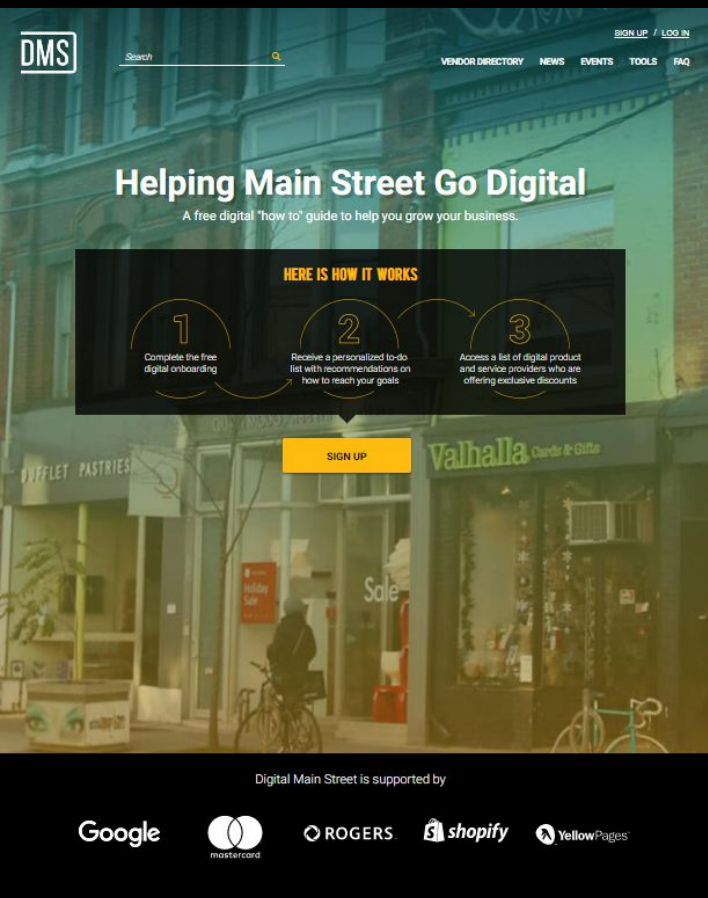 SIGN UP / LOG IN
DMS
Search
VENDOR DIRECTORY NEWS EVENTS TOOLS FAQ
Helping Main Street Go Digital
A free digital "how to" guide to help you grow your business.
HERE IS HOW IT WORKS
1
Complete the free
digital onboarding
2
Receive a personalized to-do
list with recommendations on
how to reach your goals
3
Access a list of digital product
and service providers who are
offering exclusive discounts
SIGN UP
DUFFLET PASTRIES
Valhalla Cards & Gifts
Holiday
Sale
Sale
Digital Main Street is supported by
Google
mastercard
ROGERS
shopify
YellowPages